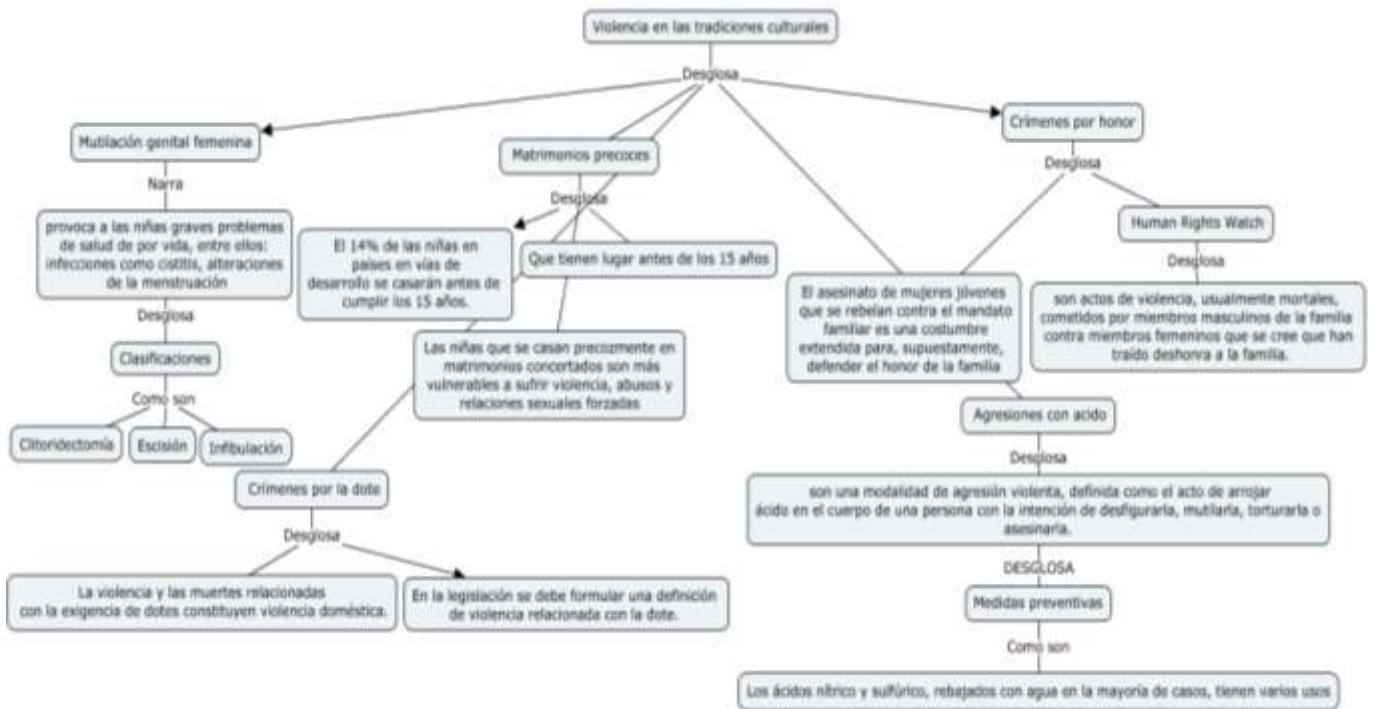 Violencia en las tradiciones culturales
Desglosa
Mutilación genital femenina
Narra
provoca a las niñas graves problemas
de salud de por vida, entre ellos:
infecciones como cistitis, alteraciones
de la menstruación
Desglosa
Clasificaciones
Como son
Clitoridectomía
Escisión
Infibulación
Matrimonios precoces
Desglosa
El 14% de las niñas en
países en vías de
desarrollo se casarán antes de
cumplir los 15 años.
Que tienen lugar antes de los 15 años
Las niñas que se casan precozmente en
matrimonios concertados son más
vulnerables a sufrir violencia, abusos y
relaciones sexuales forzadas
Crímenes por la dote
Desglosa
La violencia y las muertes relacionadas
con la exigencia de dotes constituyen violencia doméstica.
En la legislación se debe formular una definición
de violencia relacionada con la dote.
Crímenes por honor
Desglosa
Human Rights Watch
Desglosa
son actos de violencia, usualmente mortales,
cometidos por miembros masculinos de la familia
contra miembros femeninos que se cree que han
traído deshonra a la familia.
El asesinato de mujeres jóvenes
que se rebelan contra el mandato
familiar es una costumbre
extendida para, supuestamente,
defender el honor de la familia
Agresiones con acido
Desglosa
son una modalidad de agresión violenta, definida como el acto de arrojar
ácido en el cuerpo de una persona con la intención de desfigurarla, mutilarla, torturarla o
asesinarla.
DESGLOSA
Medidas preventivas
Como son
Los ácidos nítrico y sulfúrico, rebajados con agua en la mayoría de casos, tienen varios usos